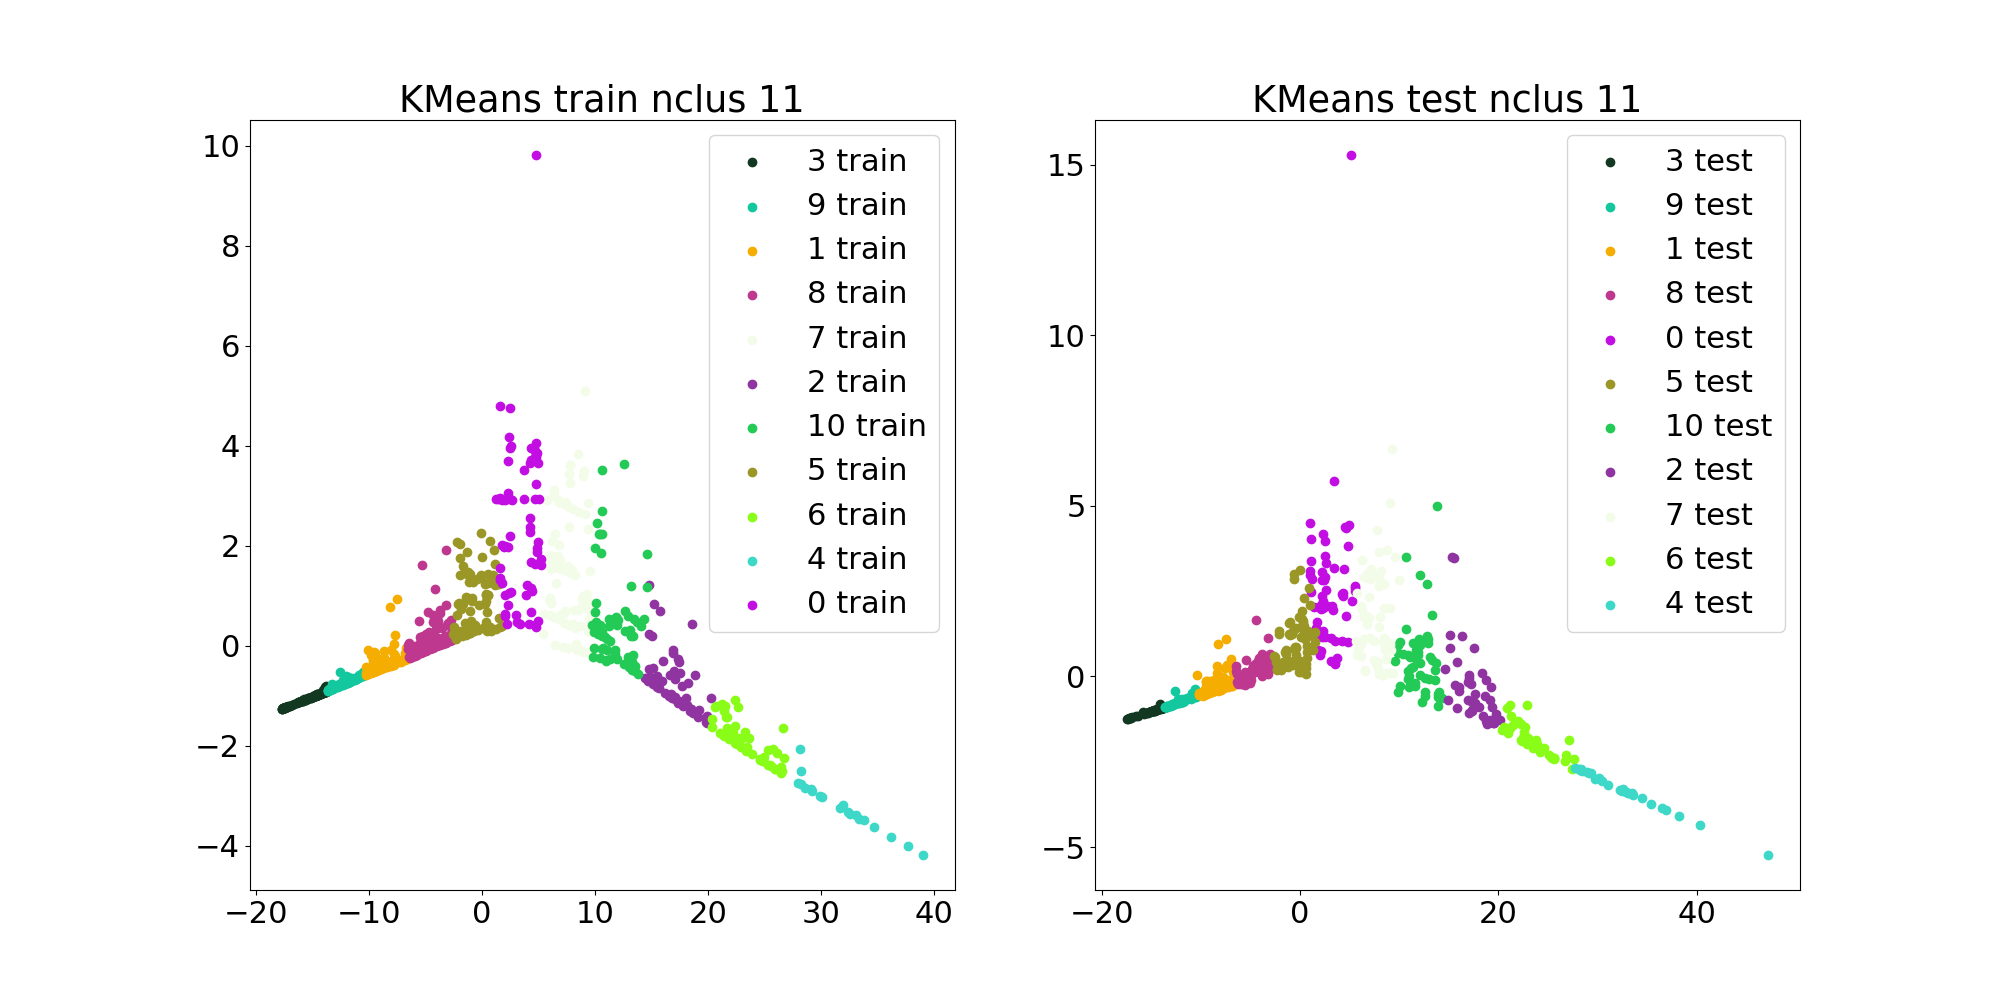 KMeans train nclus 11
10
8
6
4
2
0
−2
−4
−20
−10
0
10
20
30
40
3 train
9 train
1 train
8 train
7 train
2 train
10 train
5 train
6 train
4 train
0 train
KMeans test nclus 11
15
10
5
0
−5
−20
0
20
40
3 test
9 test
1 test
8 test
0 test
5 test
10 test
2 test
7 test
6 test
4 test